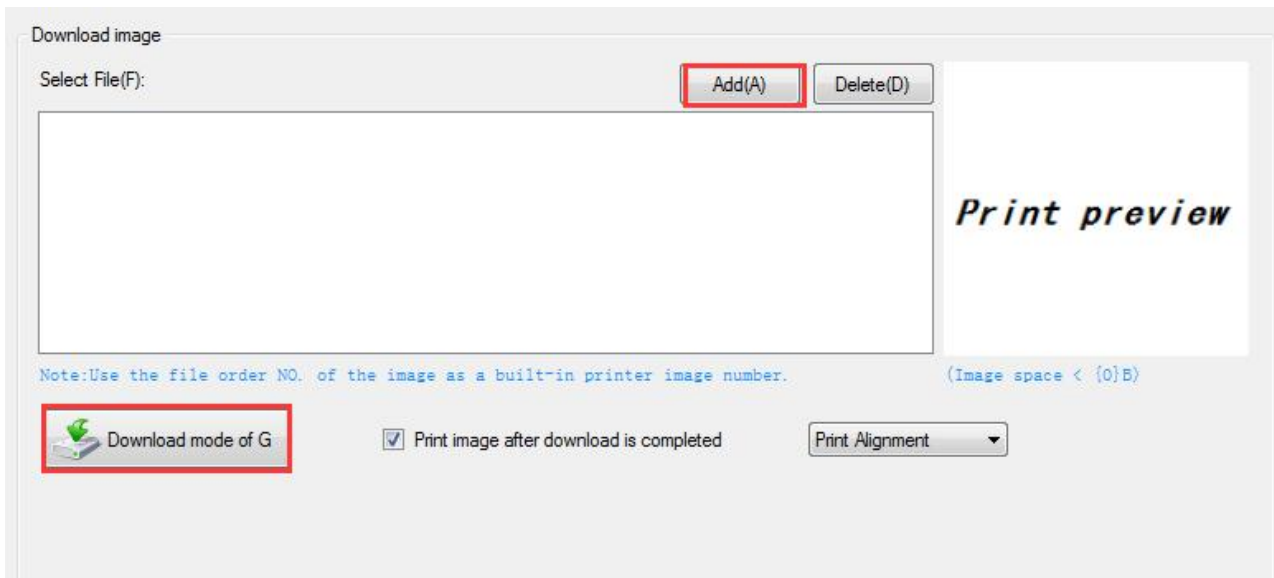 Download image
Select File(F):
Add(A)
Delete(D)
Print preview
Note:Use the file order NO. of the image as a built-in printer image number.
(Image space < {0}B)
Download mode of G
Print image after download is completed
Print Alignment